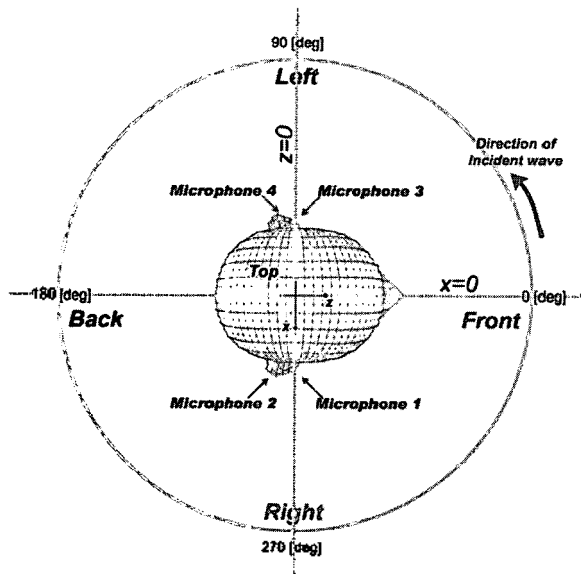 90 [deg]
Left
z=0
Direction of
Incident wave
Microphone 4
Microphone 3
Top
x=0
z
x
180 [deg]
0 [deg]
Back
Front
Microphone 2
Microphone 1
Right
270 [deg]